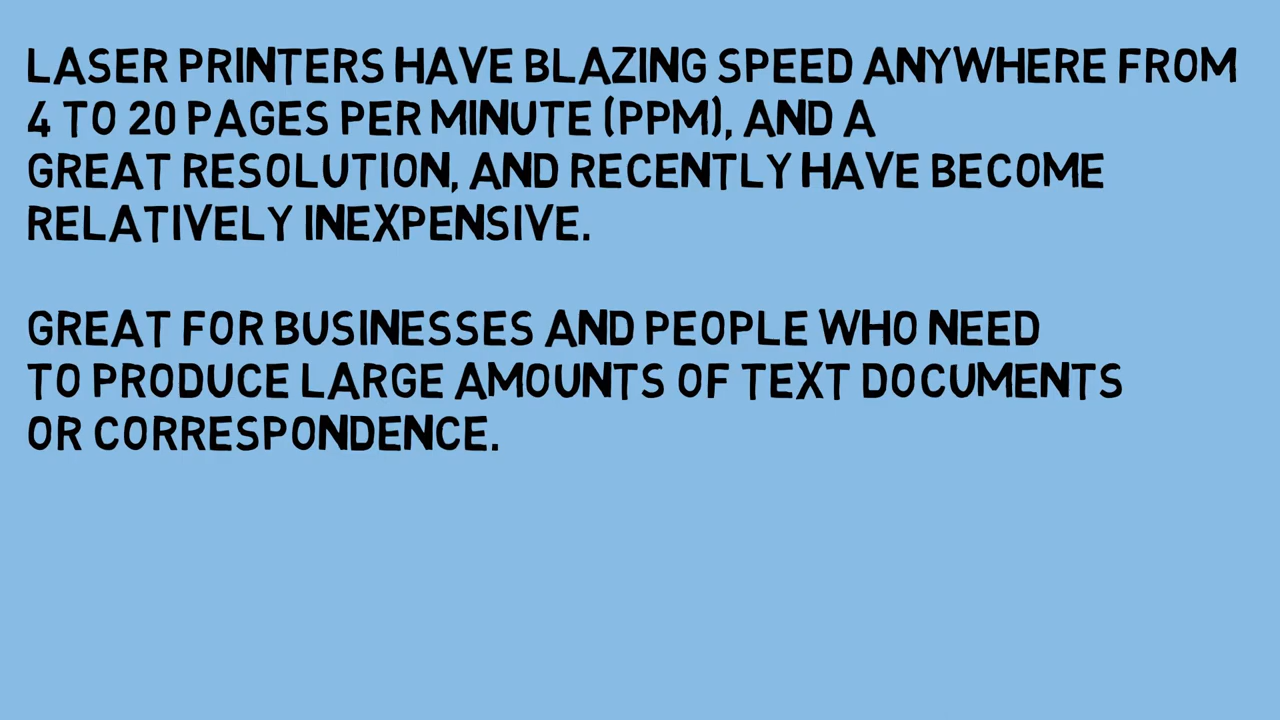 LASER PRINTERS HAVE BLAZING SPEED ANYWHERE FROM
4 TO 20 PAGES PER MINUTE (PPM), AND A
GREAT RESOLUTION, AND RECENTLY HAVE BECOME
RELATIVELY INEXPENSIVE.
GREAT FOR BUSINESSES AND PEOPLE WHO NEED
TO PRODUCE LARGE AMOUNTS OF TEXT DOCUMENTS
OR CORRESPONDENCE.